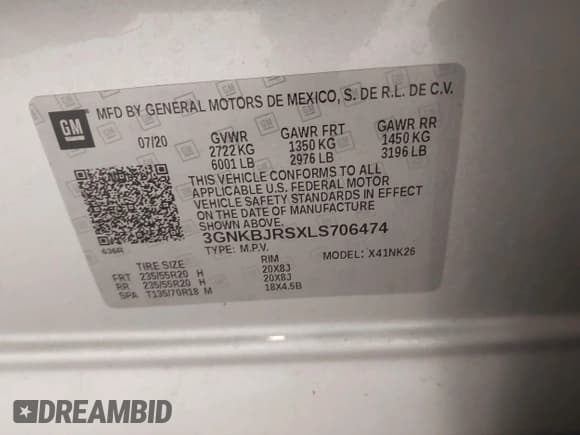 GM
MFD BY GENERAL MOTORS DE MEXICO, S. DE R.L. DE C.V.
07/20 GVWR GAWR FRT GAWR RR
2722 KG 1350 KG 1450 KG
6001 LB 2976 LB 3196 LB
THIS VEHICLE CONFORMS TO ALL
APPLICABLE U.S. FEDERAL MOTOR
VEHICLE SAFETY STANDARDS IN EFFECT
ON THE DATE OF MANUFACTURE
SHOWN ABOVE.
3GNKBJRSXLS706474
TYPE: M.P.V. MODEL: X41NK26
TIRE SIZE RIM
FRT 235/55R20 H 20X8J
RR 235/55R20 H 20X8J
SPA T135/70R18 M 18X4.5B
DREAMBID